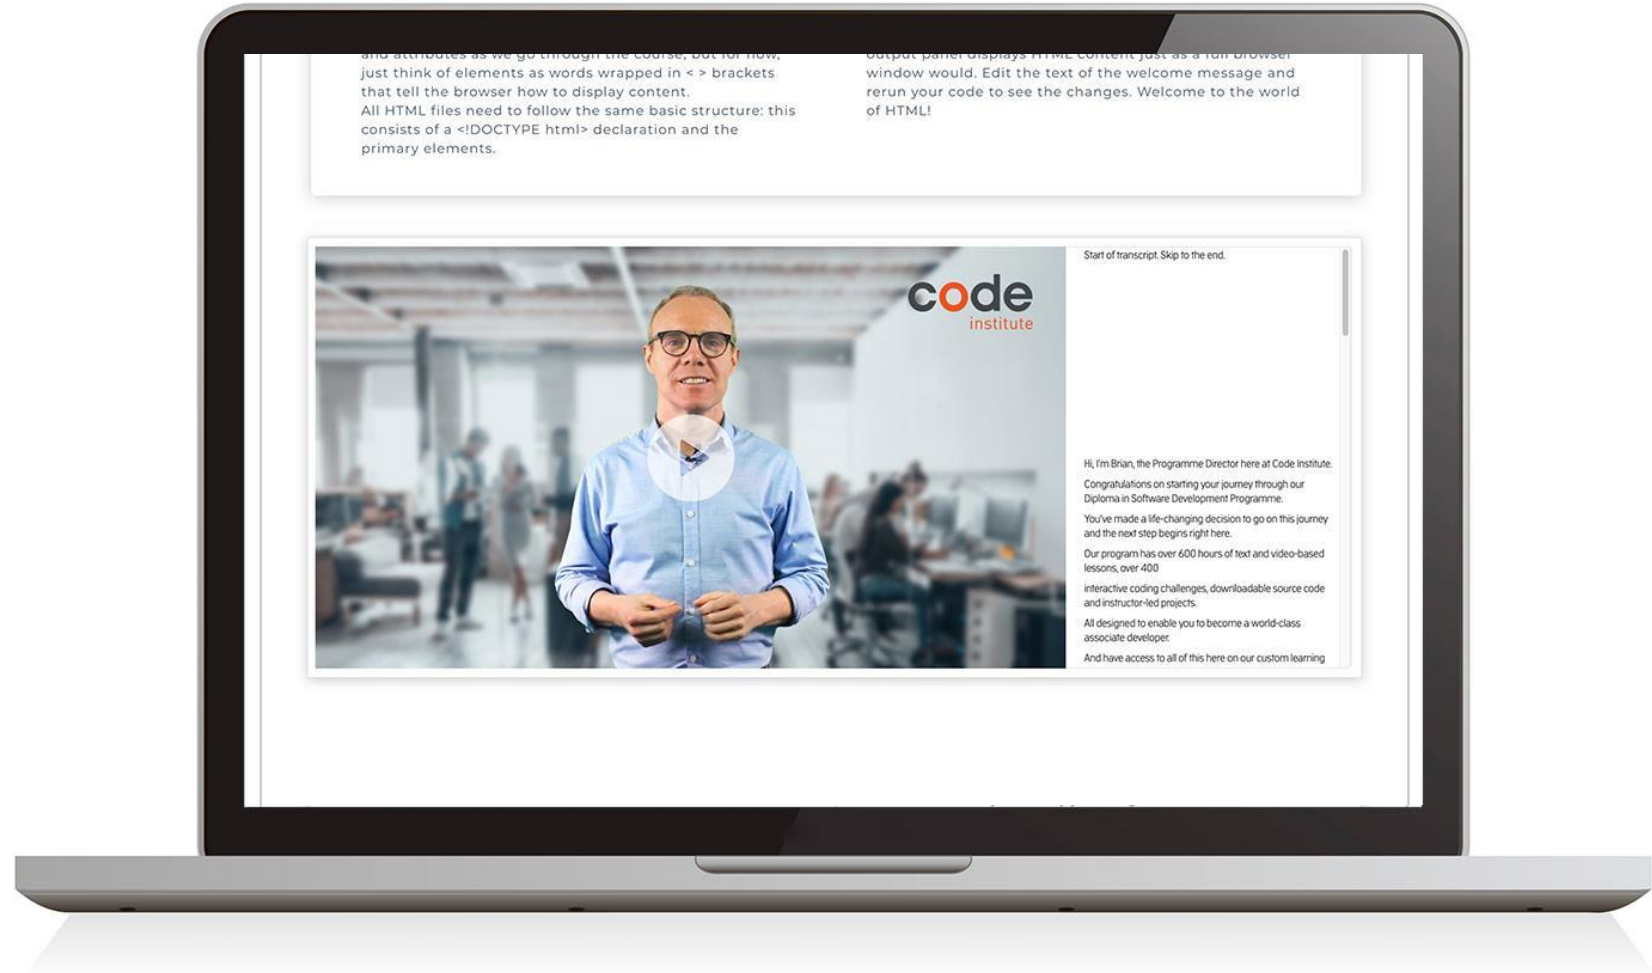 and attributes as we go through the course, but for now,
just think of elements as words wrapped in < > brackets
that tell the browser how to display content.
All HTML files need to follow the same basic structure: this
consists of a <!DOCTYPE html> declaration and the
primary elements.
output panel displays HTML content just as a full browser
window would. Edit the text of the welcome message and
rerun your code to see the changes. Welcome to the world
of HTML!
code
institute
Start of transcript. Skip to the end.
Hi, I'm Brian, the Programme Director here at Code Institute.
Congratulations on starting your journey through our
Diploma in Software Development Programme.
You've made a life-changing decision to go on this journey
and the next step begins right here.
Our program has over 600 hours of text and video-based
lessons, over 400
interactive coding challenges, downloadable source code
and instructor-led projects.
All designed to enable you to become a world-class
associate developer.
And have access to all of this here on our custom learning